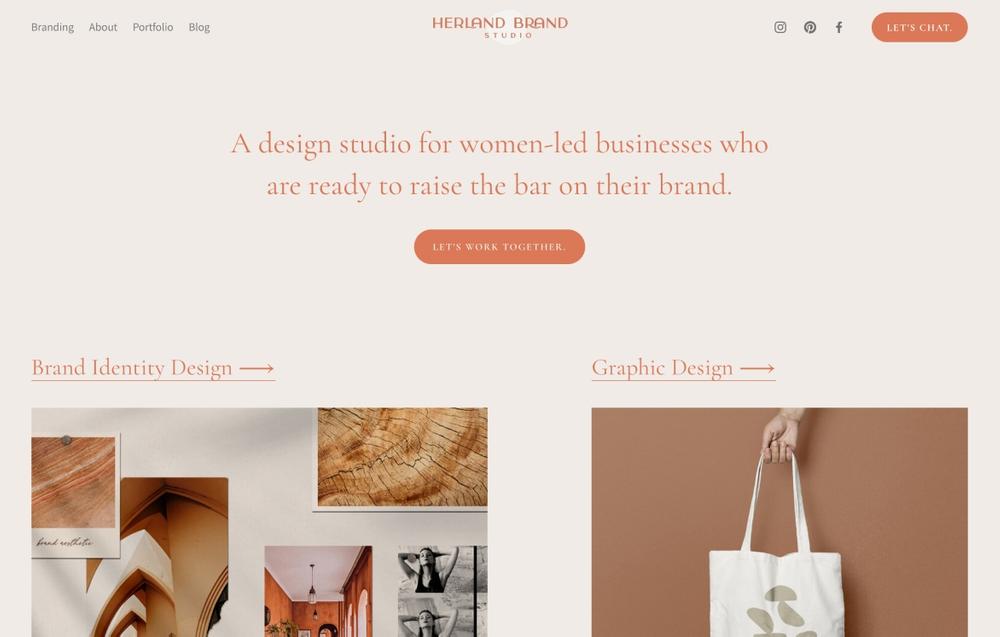 Branding About Portfolio Blog
HERLAND BRAND
STUDIO
LET'S CHAT.
A design studio for women-led businesses who
are ready to raise the bar on their brand.
LET'S WORK TOGETHER.
Brand Identity Design ⟶
Graphic Design ⟶
brand aesthetic